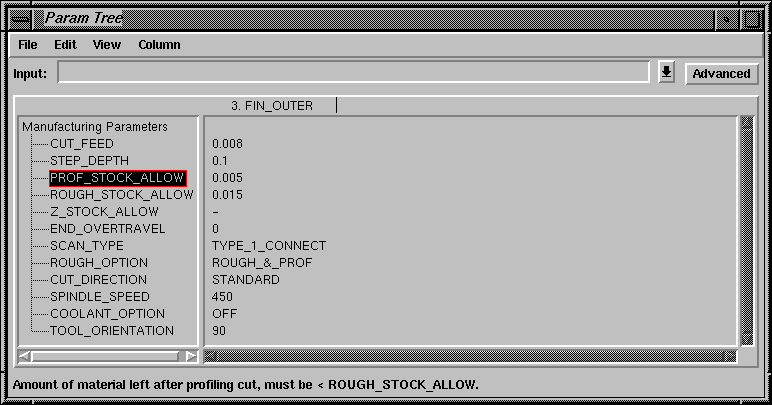 Param Tree
File Edit View Column
Input: Advanced
3. FIN_OUTER
Manufacturing Parameters
CUT_FEED 0.008
STEP_DEPTH 0.1
PROF_STOCK_ALLOW 0.005
ROUGH_STOCK_ALLOW 0.015
Z_STOCK_ALLOW -
END_OVERTRAVEL 0
SCAN_TYPE TYPE_1_CONNECT
ROUGH_OPTION ROUGH_&_PROF
CUT_DIRECTION STANDARD
SPINDLE_SPEED 450
COOLANT_OPTION OFF
TOOL_ORIENTATION 90
Amount of material left after profiling cut, must be < ROUGH_STOCK_ALLOW.